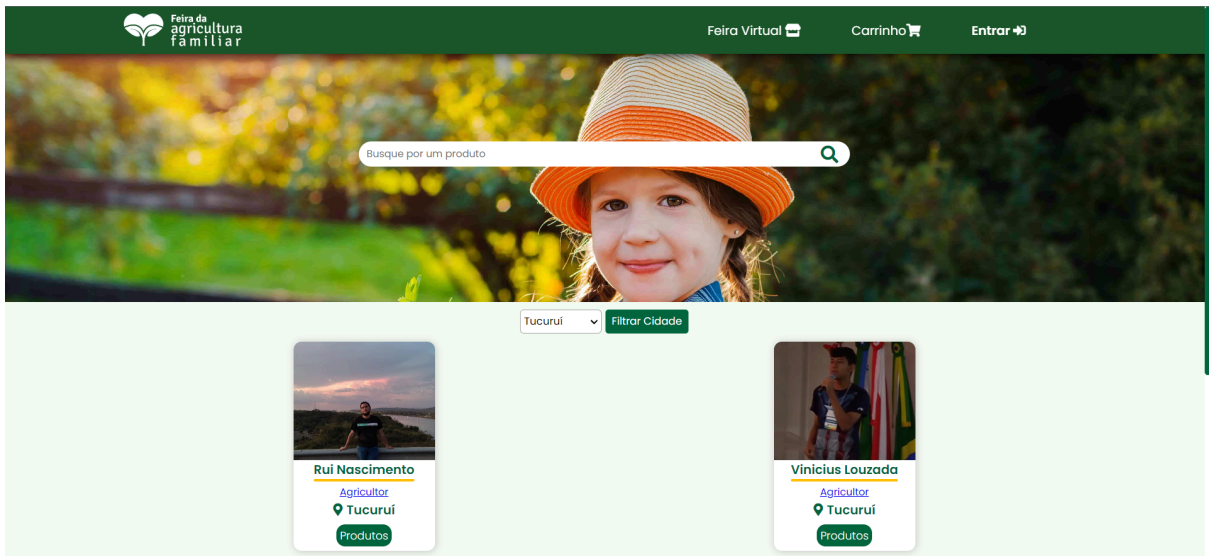 Feira da
agricultura
familiar
Feira Virtual
Carrinho
Entrar
Busque por um produto
Tucuruí
Filtrar Cidade
Rui Nascimento
Agricultor
Tucuruí
Produtos
Vinicius Louzada
Agricultor
Tucuruí
Produtos